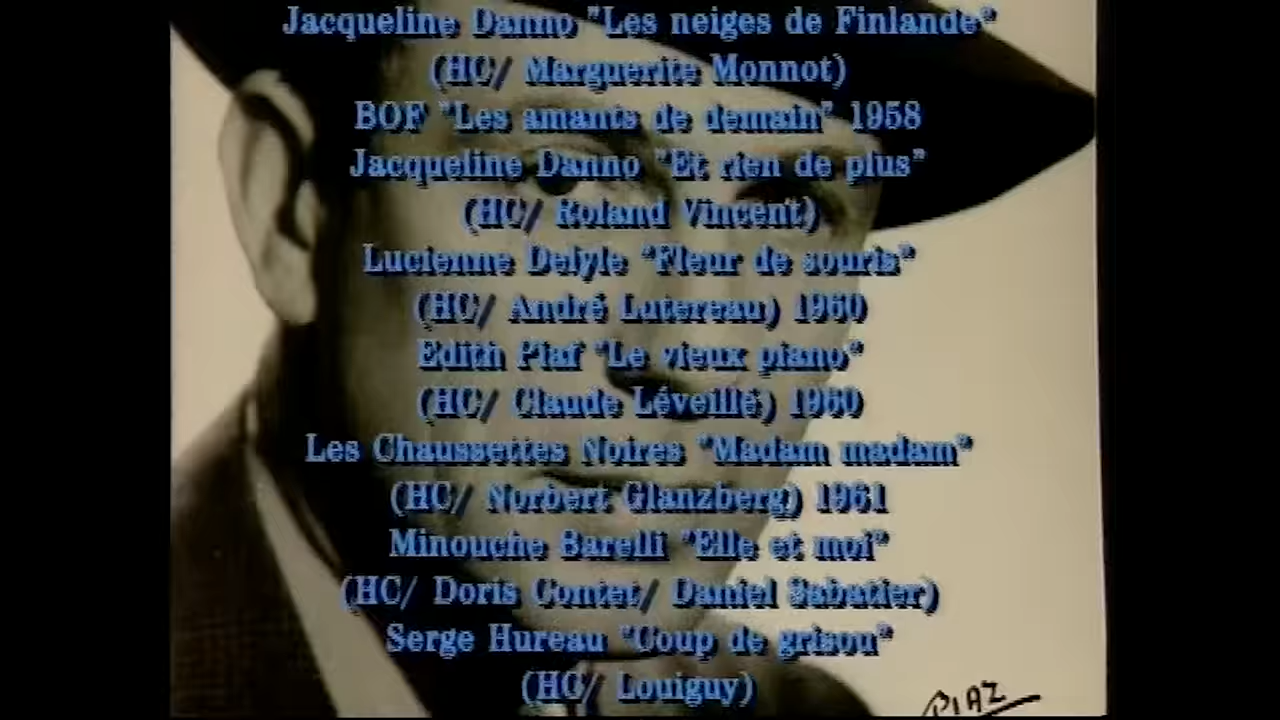 Jacqueline Danno "Les neiges de Finlande"
(HC/ Marguerite Monnot)
BOF "Les amants de demain" 1958
Jacqueline Danno "Et rien de plus"
(HC/ Roland Vincent)
Lucienne Delyle "Fleur de souris"
(HC/ André Lutereau) 1960
Edith Piaf "Le vieux piano"
(HC/ Claude Léveillé) 1960
Les Chaussettes Noires "Madam madam"
(HC/ Norbert Glanzberg) 1961
Minouche Barelli "Elle et moi"
(HC/ Doris Contet/ Daniel Sabatier)
Serge Hureau "Coup de grisou"
(HC/ Louiguy)
PIAZ